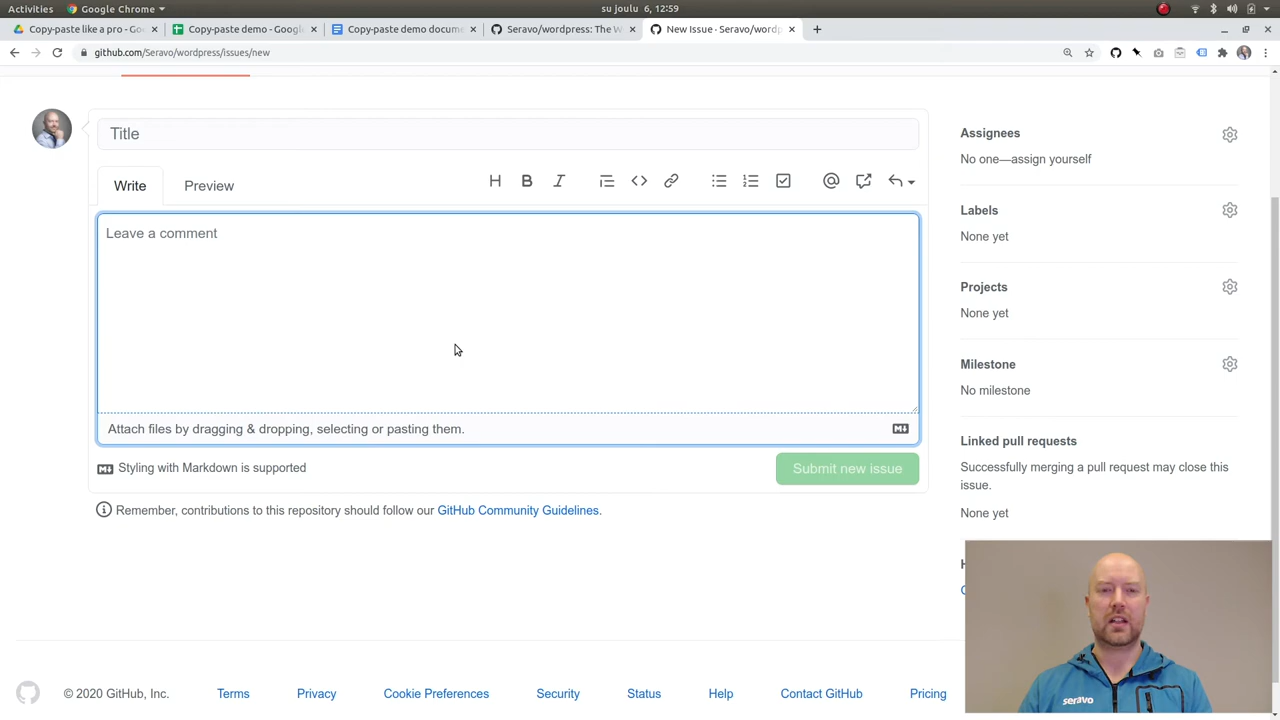 Activities
Google Chrome
su joulu 6, 12:59
Copy-paste like a pro - Goo
Copy-paste demo - Google
Copy-paste demo docume
Seravo/wordpress: The W
New Issue · Seravo/wordp
github.com/Seravo/wordpress/issues/new
Title
Write
Preview
Leave a comment
Attach files by dragging & dropping, selecting or pasting them.
Styling with Markdown is supported
Submit new issue
Remember, contributions to this repository should follow our GitHub Community Guidelines.
Assignees
No one—assign yourself
Labels
None yet
Projects
None yet
Milestone
No milestone
Linked pull requests
Successfully merging a pull request may close this
issue.
None yet
seravo
© 2020 GitHub, Inc.
Terms
Privacy
Cookie Preferences
Security
Status
Help
Contact GitHub
Pricing